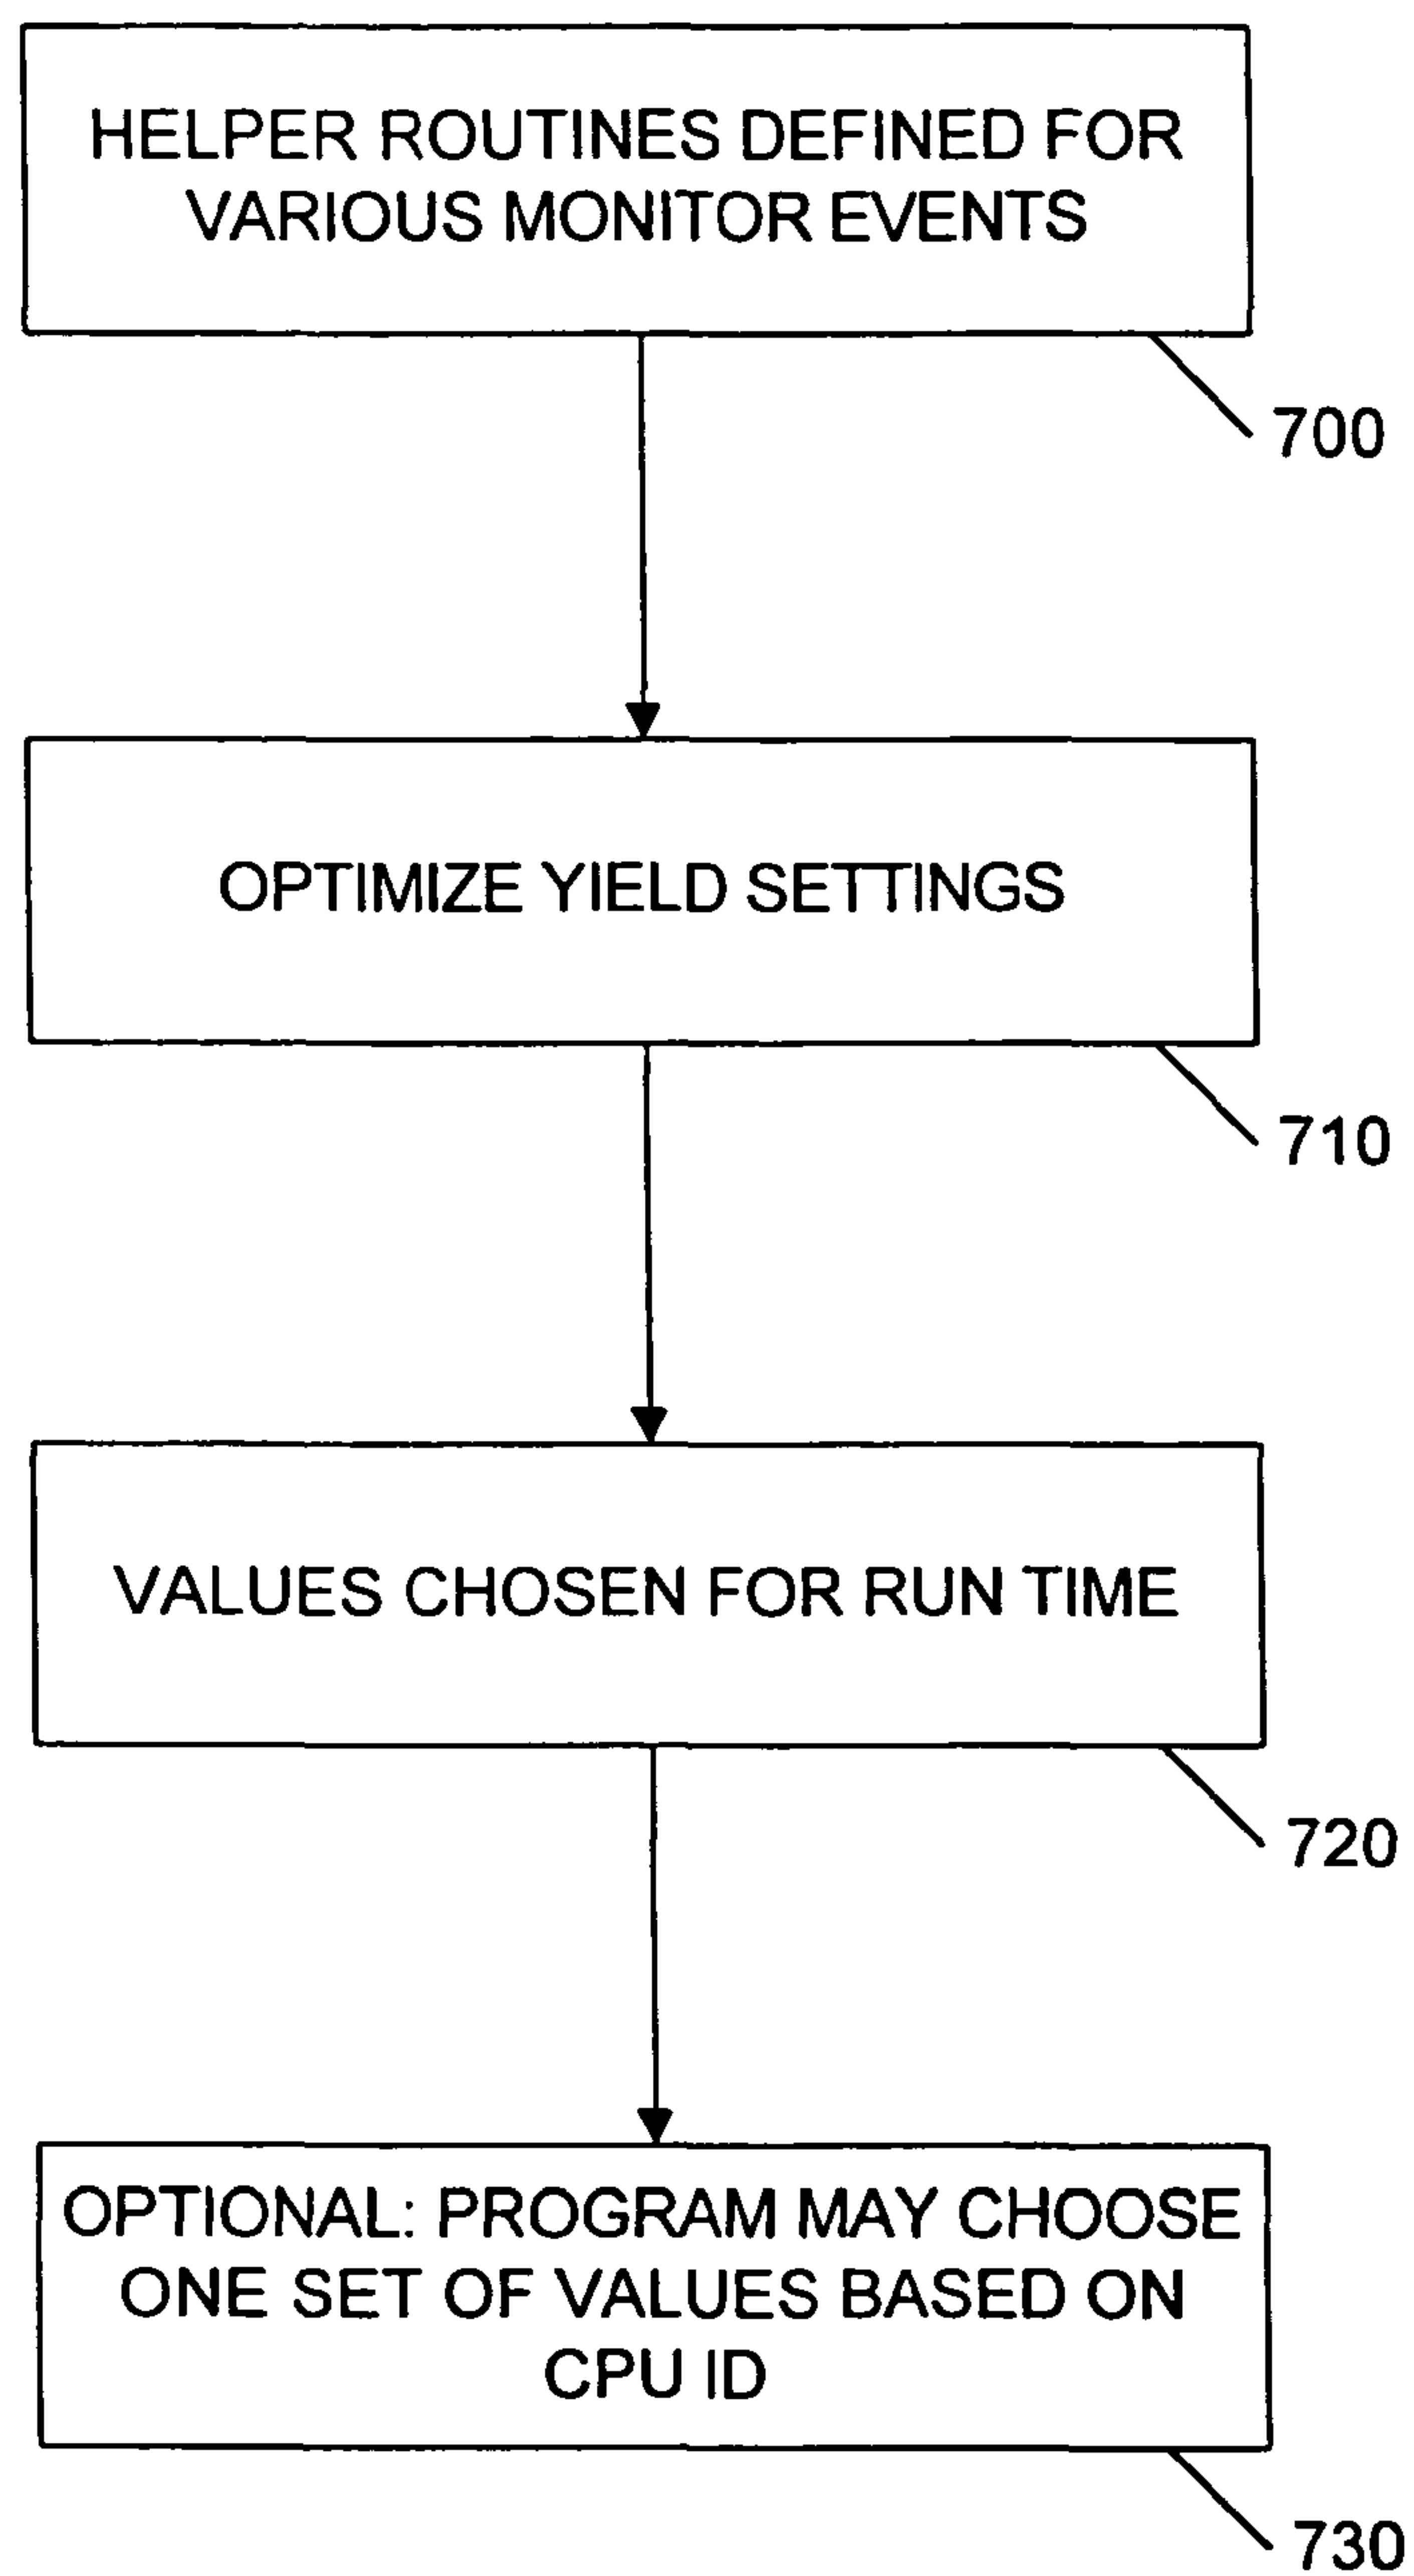 HELPER ROUTINES DEFINED FOR
VARIOUS MONITOR EVENTS
700
OPTIMIZE YIELD SETTINGS
710
VALUES CHOSEN FOR RUN TIME
720
OPTIONAL: PROGRAM MAY CHOOSE
ONE SET OF VALUES BASED ON
CPU ID
730